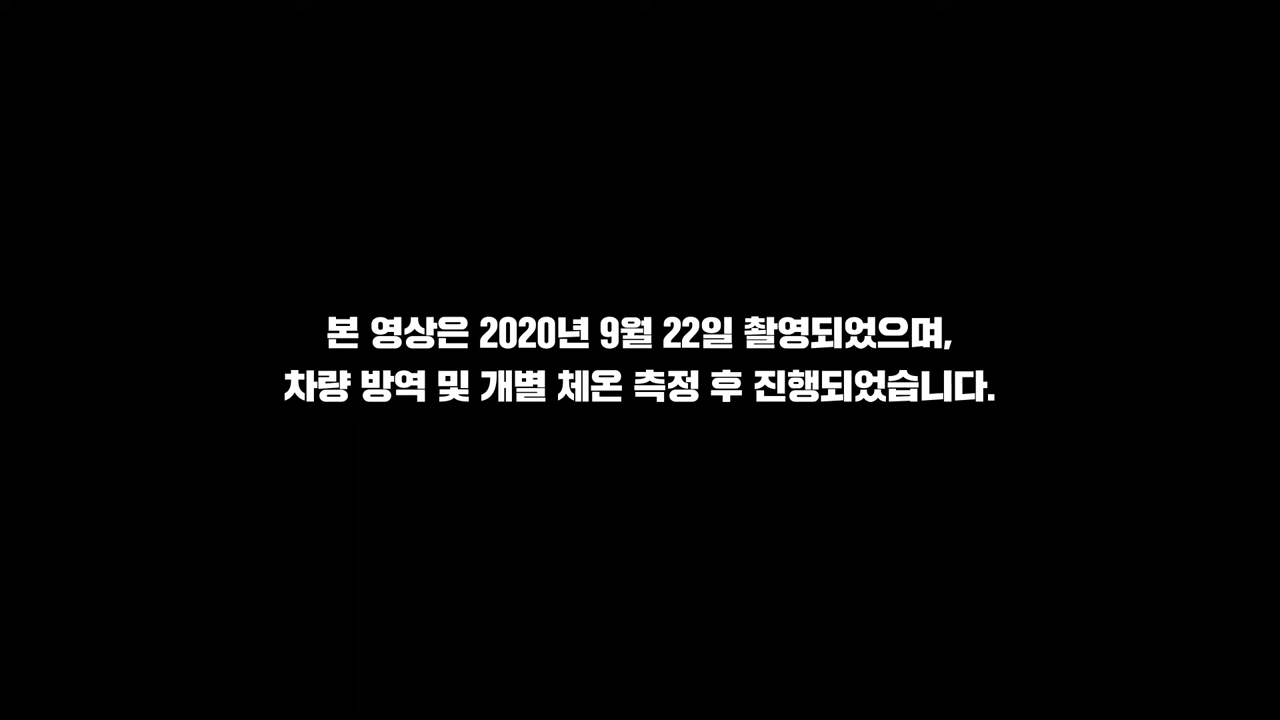 본 영상은 2020년 9월 22일 촬영되었으며,
차량 방역 및 개별 체온 측정 후 진행되었습니다.